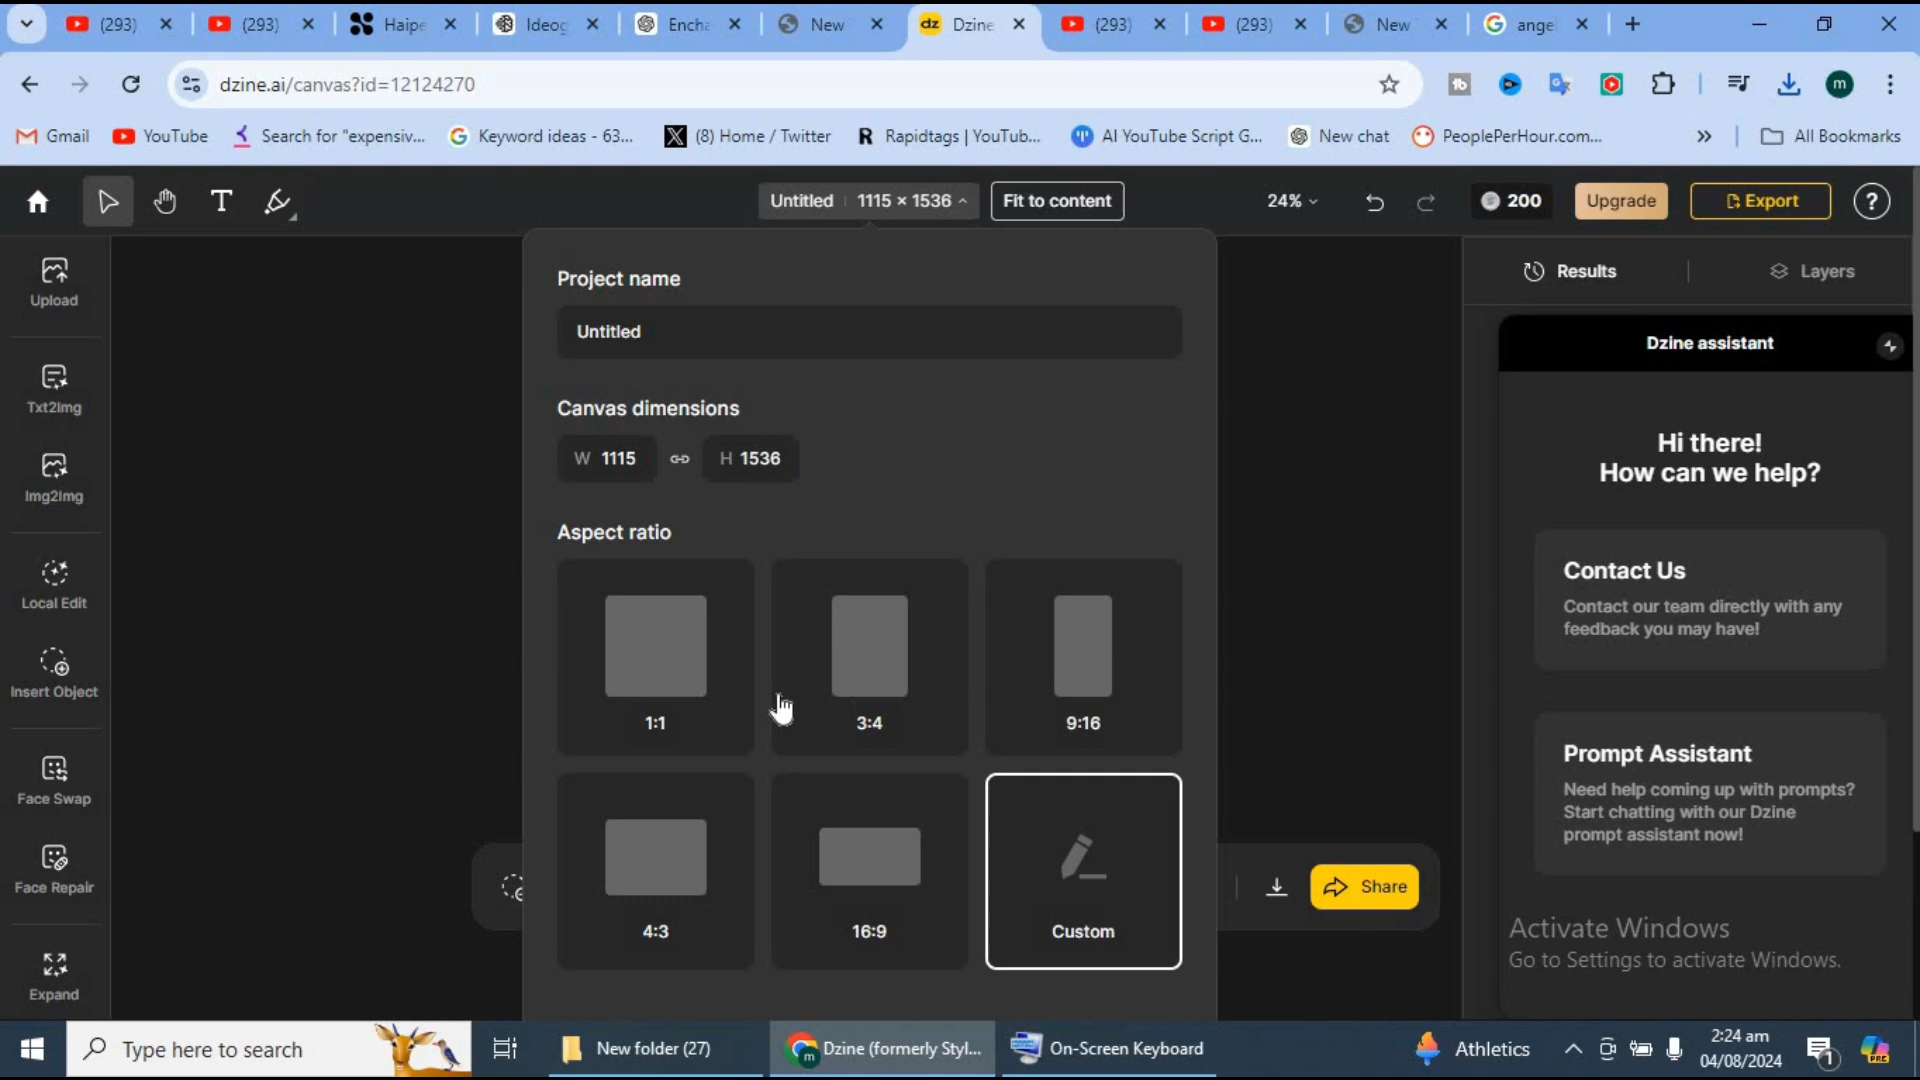 (293)
(293)
Haipe
Ideog
Encha
New
dz
Dzine
(293)
(293)
New
ange
dzine.ai/canvas?id=12124270
m
Gmail
YouTube
Search for "expensiv...
Keyword ideas - 63...
(8) Home / Twitter
Rapidtags | YouTub...
AI YouTube Script G...
New chat
PeoplePerHour.com...
All Bookmarks
Untitled
1115 × 1536
Fit to content
24%
200
Upgrade
Export
?
Upload
Txt2Img
Img2Img
Local Edit
Insert Object
Face Swap
Face Repair
Expand
Project name
Untitled
Canvas dimensions
W 1115
H 1536
Aspect ratio
1:1
3:4
9:16
4:3
16:9
Custom
Share
Results
Layers
Dzine assistant
Hi there!
How can we help?
Contact Us
Contact our team directly with any
feedback you may have!
Prompt Assistant
Need help coming up with prompts?
Start chatting with our Dzine
prompt assistant now!
Activate Windows
Go to Settings to activate Windows.
Type here to search
New folder (27)
m
Dzine (formerly Styl...
On-Screen Keyboard
Athletics
2:24 am
04/08/2024
1
PRE